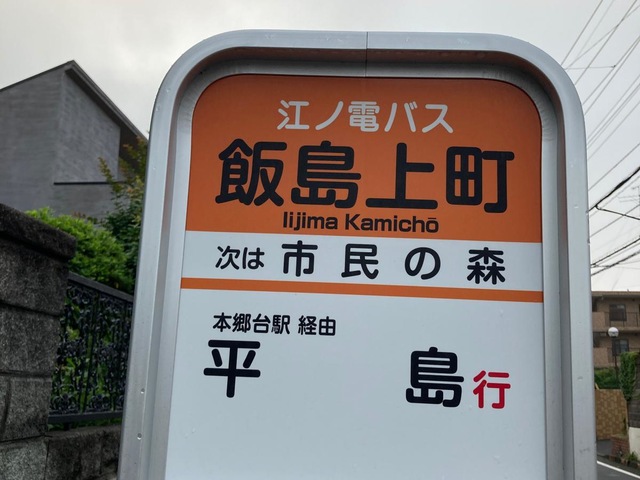 江ノ電バス
飯島上町
Iijima Kamichō
次は 市民の森
本郷台駅 経由
平島行